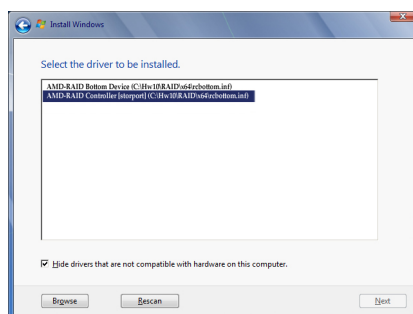 Install Windows
Select the driver to be installed.
AMD-RAID Bottom Device (C:\Hw10\RAID\x64\rcbottom.inf)
AMD-RAID Controller [storport] (C:\Hw10\RAID\x64\rcbottom.inf)
Hide drivers that are not compatible with hardware on this computer.
Browse
Rescan
Next